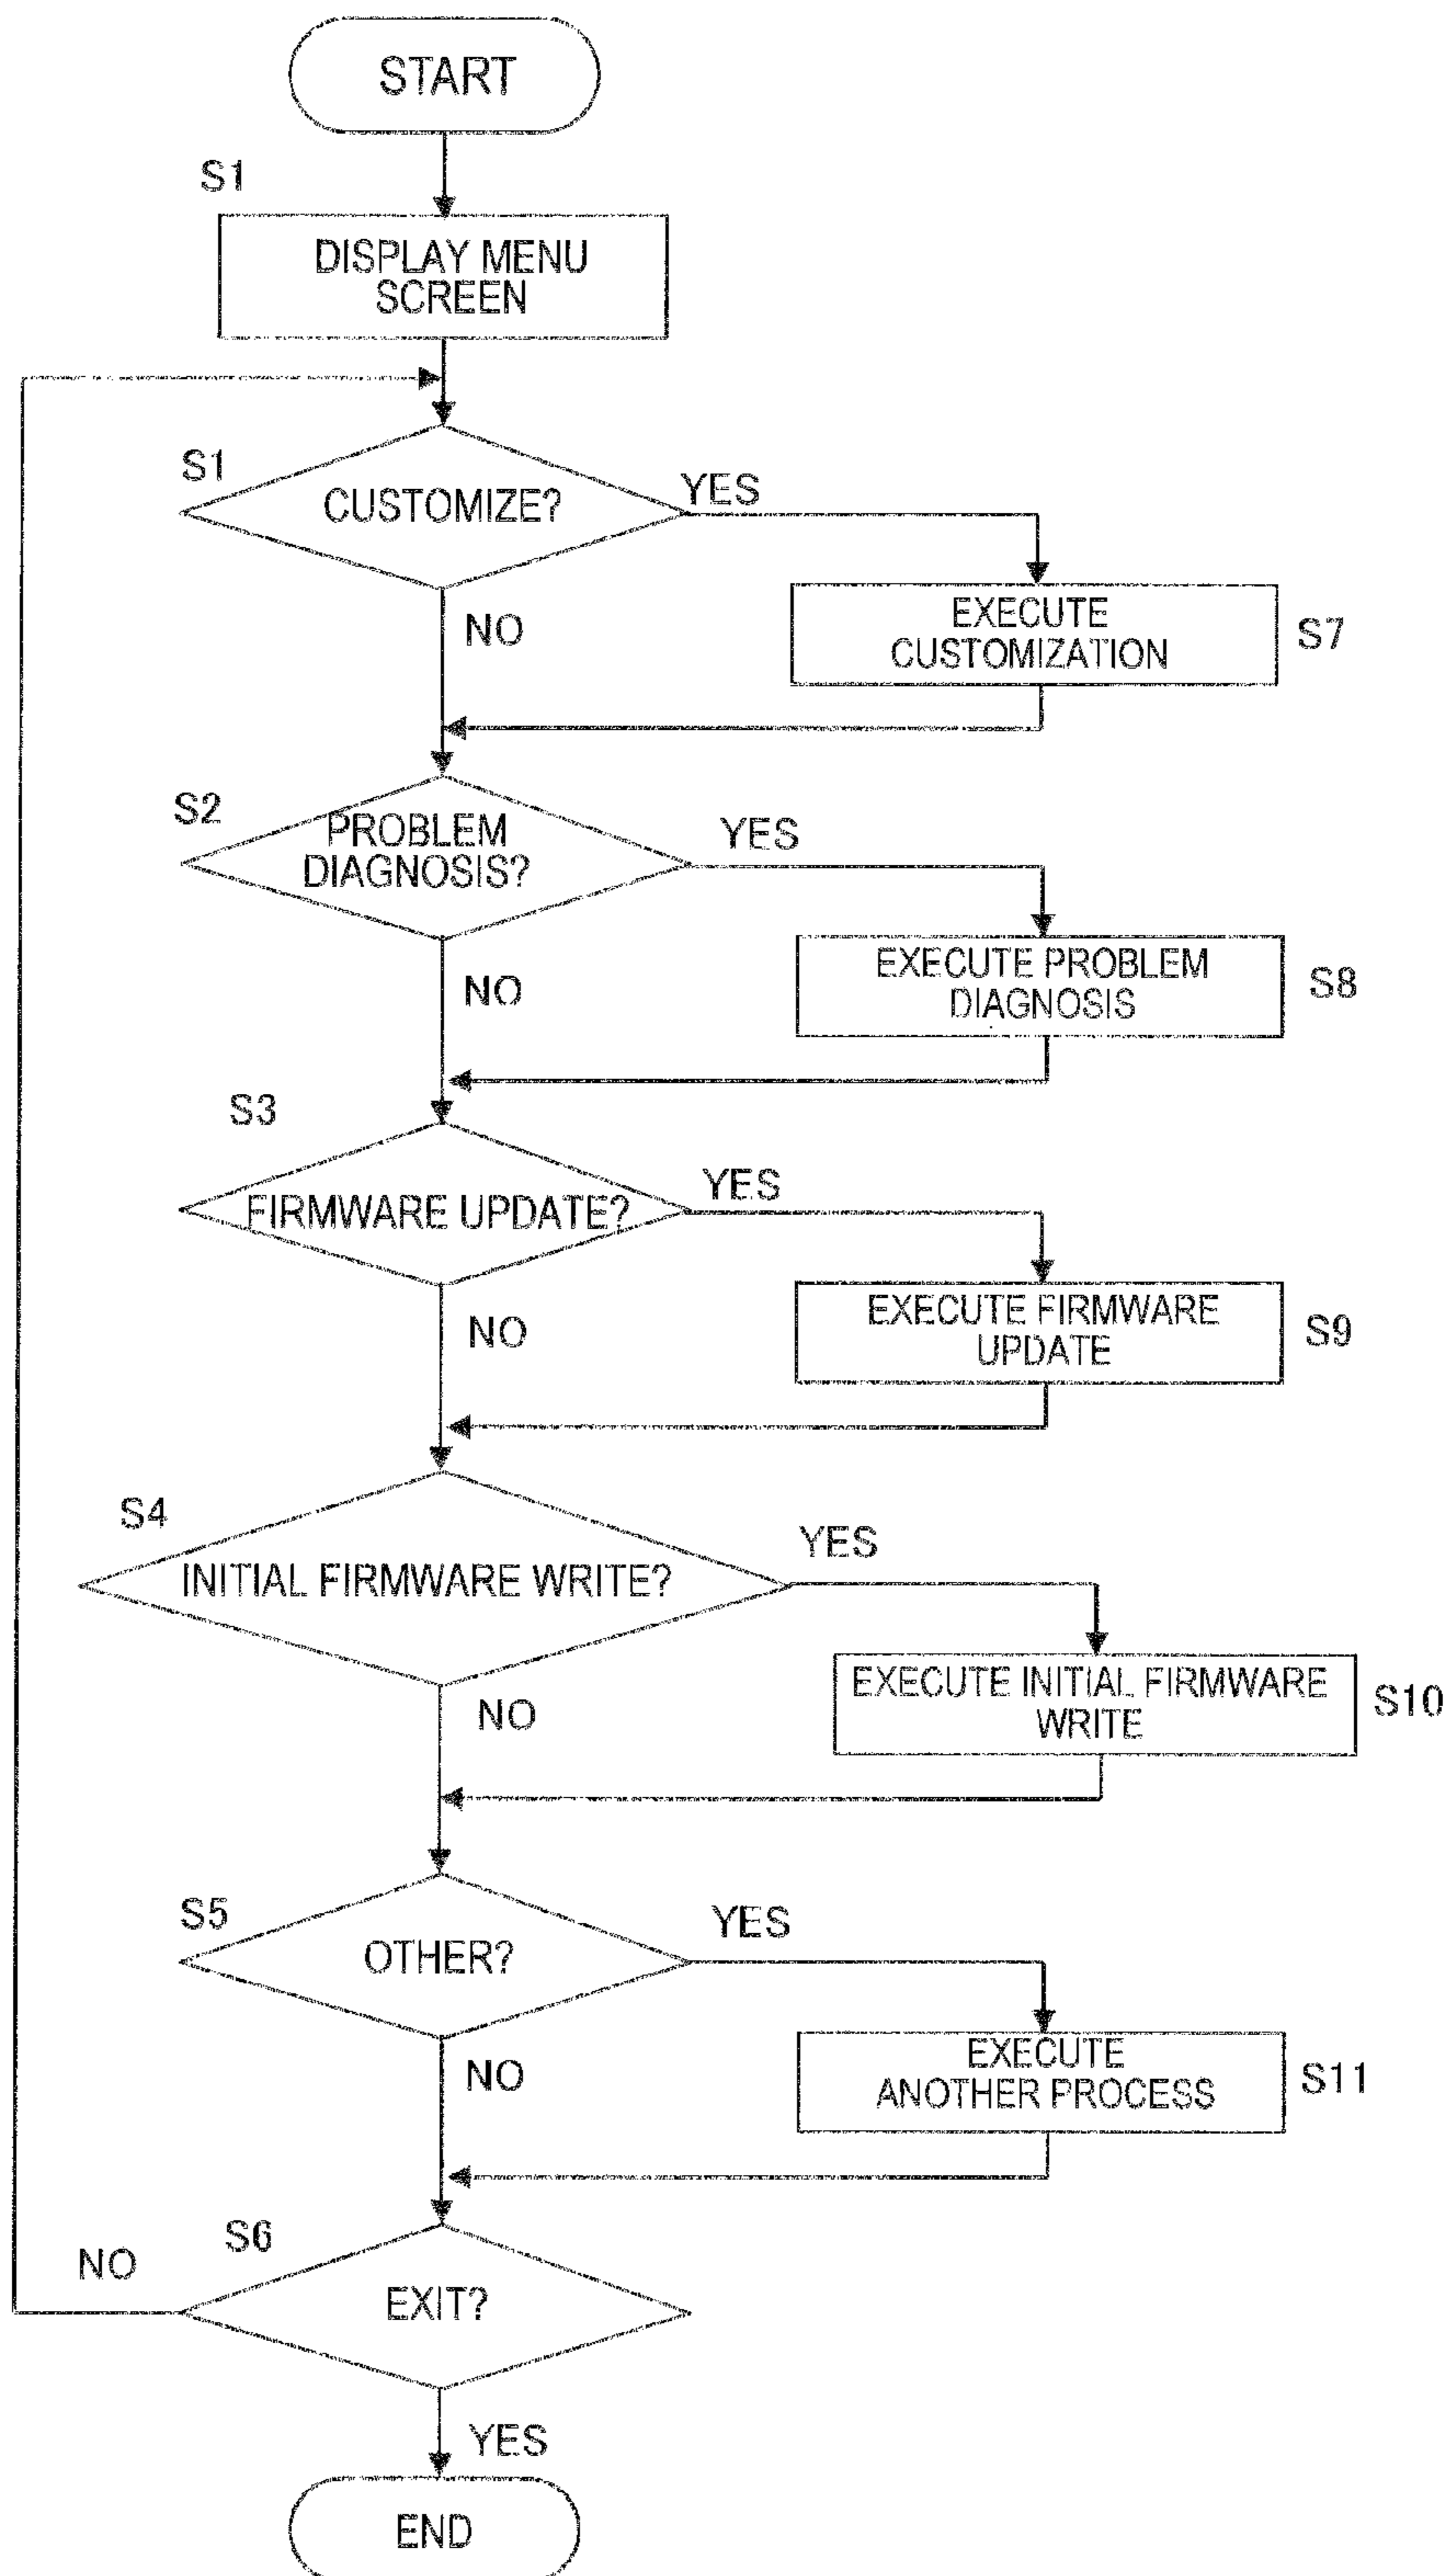 START
S1
DISPLAY MENU
SCREEN
S1
CUSTOMIZE?
YES
NO
EXECUTE
CUSTOMIZATION
S7
S2
PROBLEM
DIAGNOSIS?
YES
NO
EXECUTE PROBLEM
DIAGNOSIS
S8
S3
FIRMWARE UPDATE?
YES
NO
EXECUTE FIRMWARE
UPDATE
S9
S4
INITIAL FIRMWARE WRITE?
YES
NO
EXECUTE INITIAL FIRMWARE
WRITE
S10
S5
OTHER?
YES
NO
EXECUTE
ANOTHER PROCESS
S11
S6
NO
EXIT?
YES
END